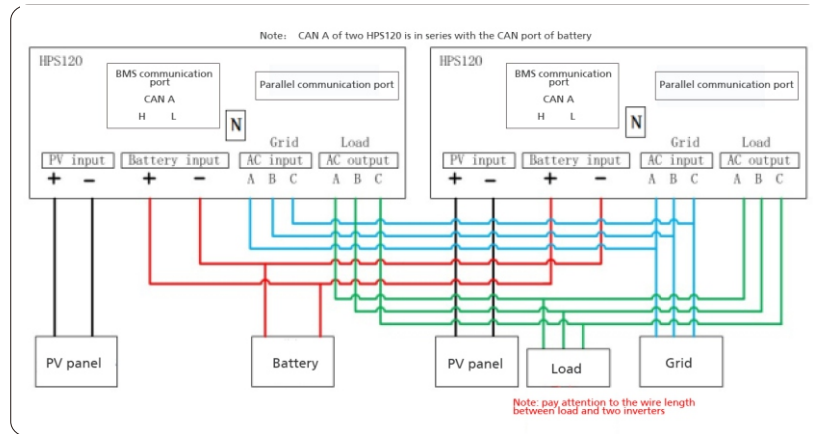 Note: CAN A of two HPS120 is in series with the CAN port of battery
HPS120
BMS communication
port
CAN A
H L
Parallel communication port
N
Grid Load
PV input Battery input AC input AC output
+ − + − A B C A B C
HPS120
BMS communication
port
CAN A
H L
Parallel communication port
N
Grid Load
PV input Battery input AC input AC output
+ − + − A B C A B C
PV panel
Battery
PV panel
Load
Grid
Note: pay attention to the wire length
between load and two inverters